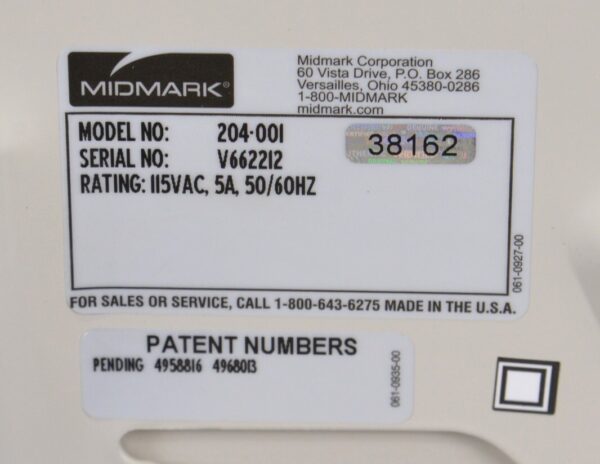 MIDMARK®
Midmark Corporation
60 Vista Drive, P.O. Box 286
Versailles, Ohio 45380-0286
1-800-MIDMARK
midmark.com
MODEL NO: 204-001
SERIAL NO: V662212
RATING: 115VAC, 5A, 50/60HZ
38162
061-0927-00
FOR SALES OR SERVICE, CALL 1-800-643-6275 MADE IN THE U.S.A.
PATENT NUMBERS
PENDING 4958816 4968013
061-0935-00